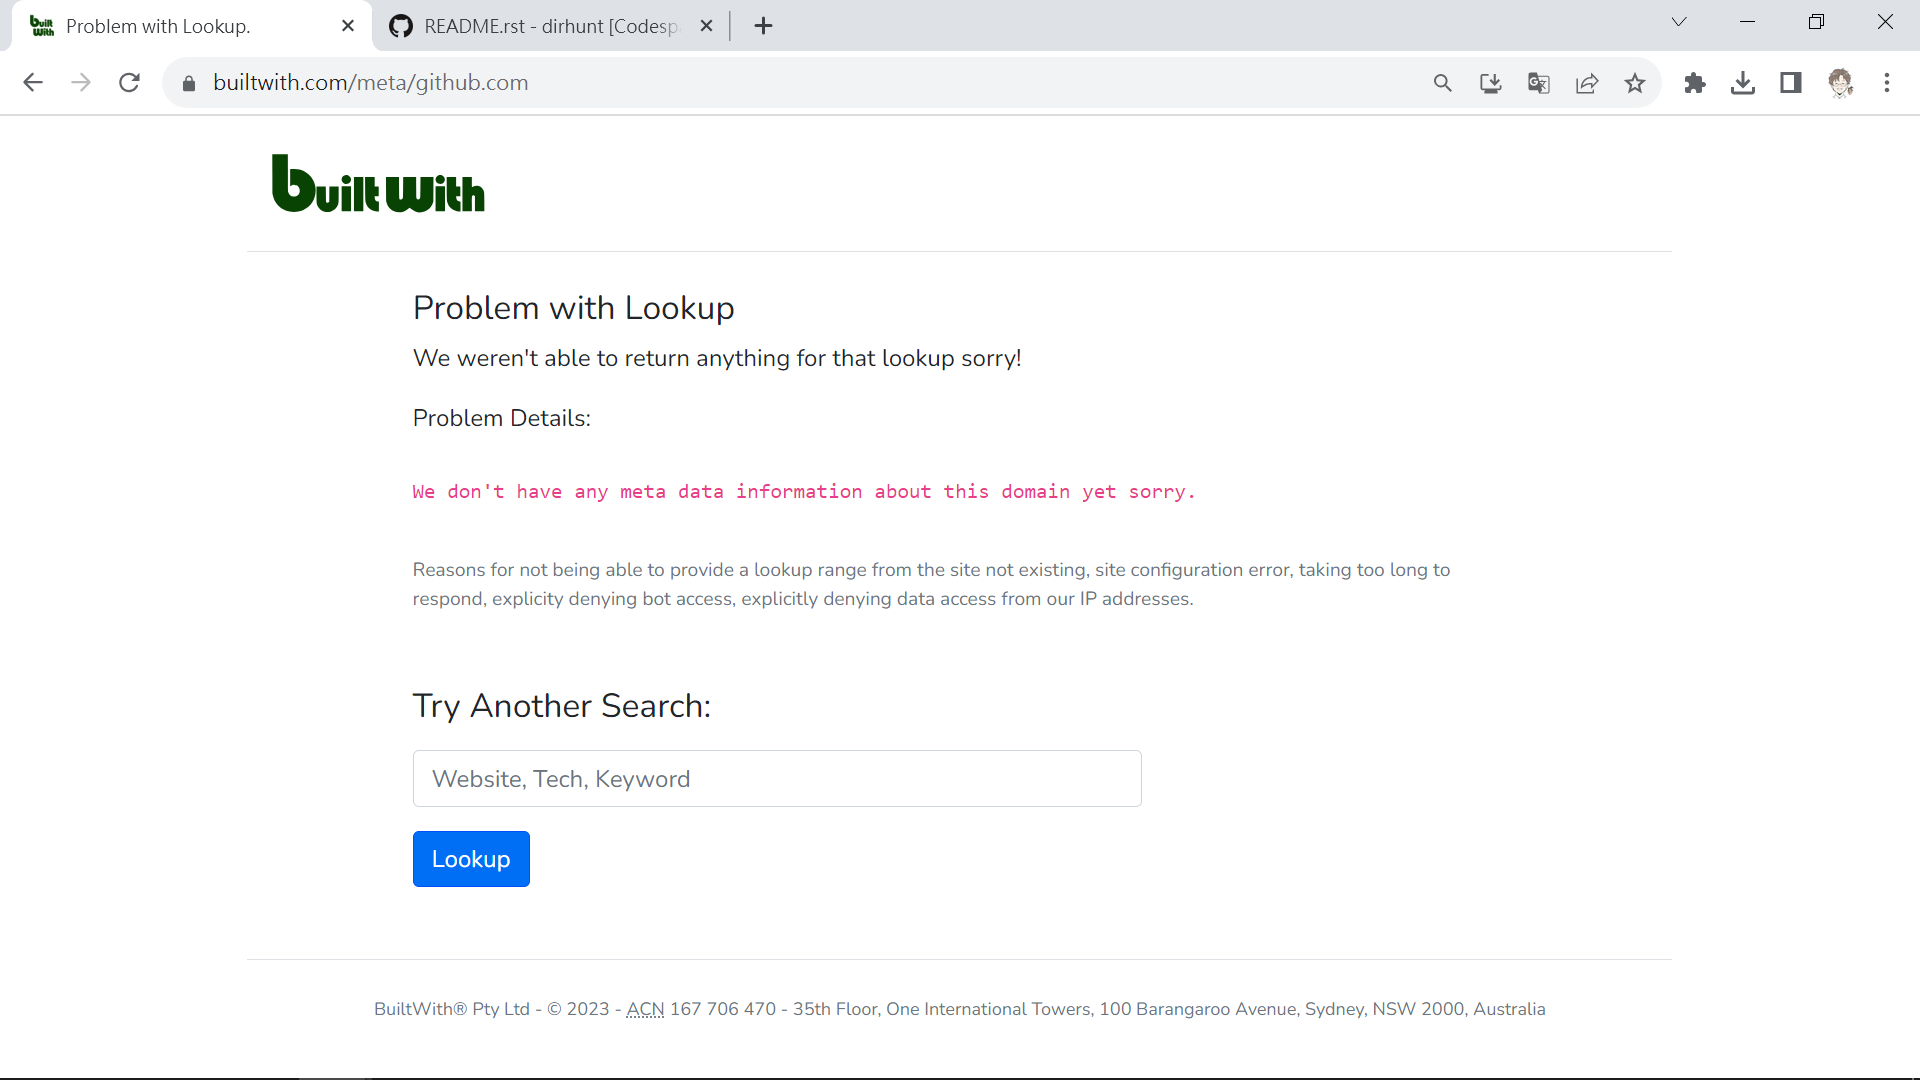 Problem with Lookup.
README.rst - dirhunt [Codesp
builtwith.com/meta/github.com
builtwith
Problem with Lookup
We weren't able to return anything for that lookup sorry!
Problem Details:
We don't have any meta data information about this domain yet sorry.
Reasons for not being able to provide a lookup range from the site not existing, site configuration error, taking too long to
respond, explicity denying bot access, explicitly denying data access from our IP addresses.
Try Another Search:
Website, Tech, Keyword
Lookup
BuiltWith® Pty Ltd - © 2023 - ACN 167 706 470 - 35th Floor, One International Towers, 100 Barangaroo Avenue, Sydney, NSW 2000, Australia